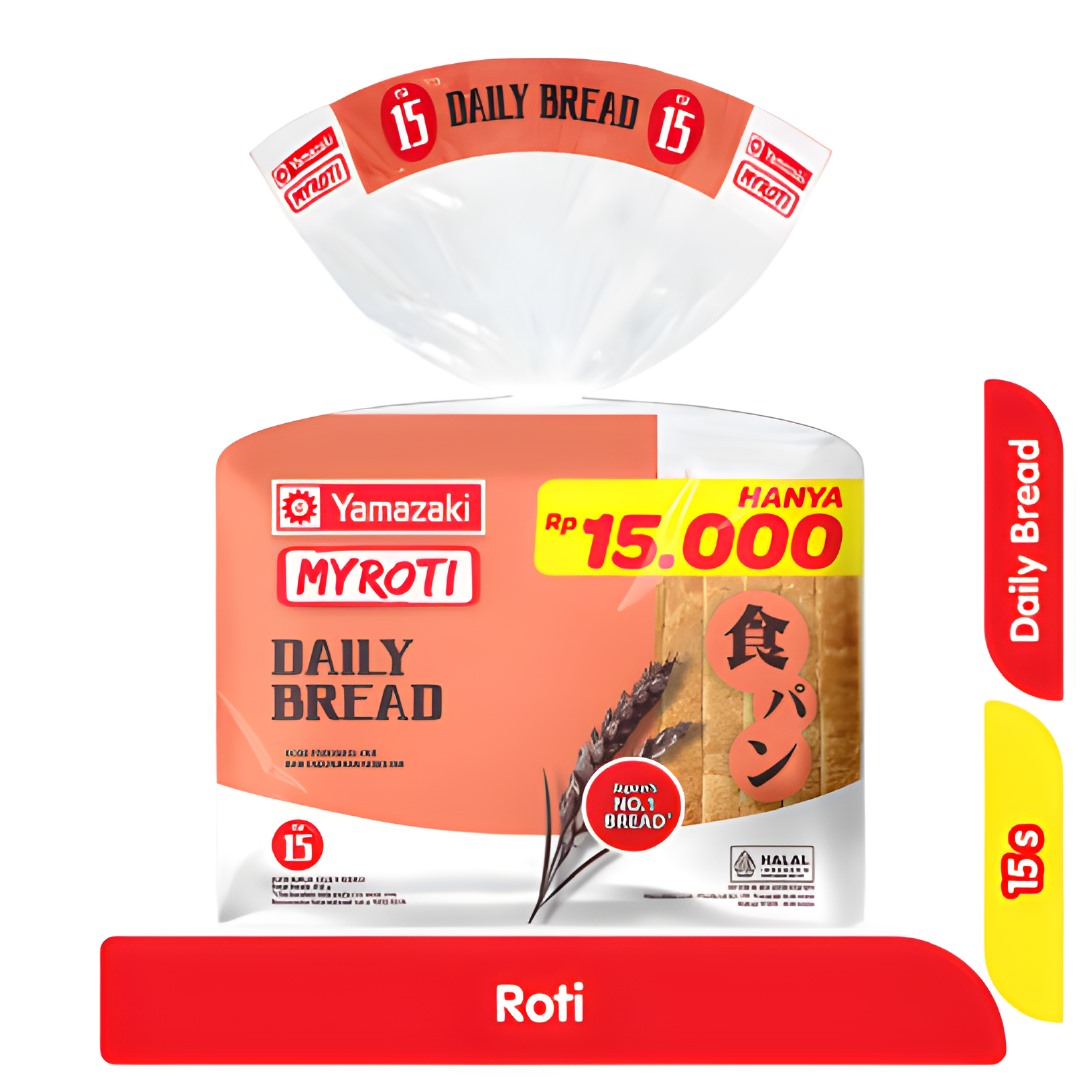 15 DAILY BREAD 15
Yamazaki
MYROTI
Yamazaki
MYROTI
Yamazaki
MYROTI
HANYA
Rp 15.000
DAILY
BREAD
食
パ
ン
NO.1
BREAD
15
HALAL
INDONESIA
Daily Bread
15s
Roti